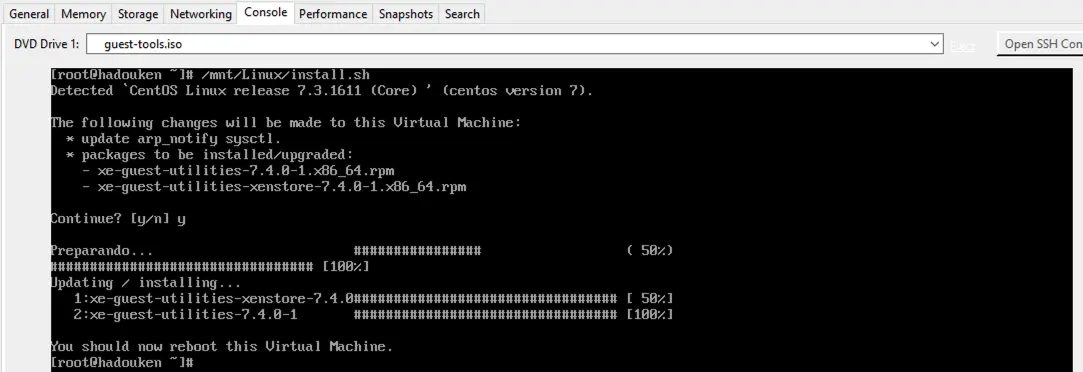 General Memory Storage Networking Console Performance Snapshots Search
DVD Drive 1: guest-tools.iso Eject Open SSH Con
[root@hadouken ~]# /mnt/Linux/install.sh
Detected `CentOS Linux release 7.3.1611 (Core) ' (centos version 7).
The following changes will be made to this Virtual Machine:
* update arp_notify sysctl.
* packages to be installed/upgraded:
- xe-guest-utilities-7.4.0-1.x86_64.rpm
- xe-guest-utilities-xenstore-7.4.0-1.x86_64.rpm
Continue? [y/n] y
Preparando... ################ ( 50%)
################################# [100%]
Updating / installing...
1:xe-guest-utilities-xenstore-7.4.0################################# [ 50%]
2:xe-guest-utilities-7.4.0-1 ################################# [100%]
You should now reboot this Virtual Machine.
[root@hadouken ~]#